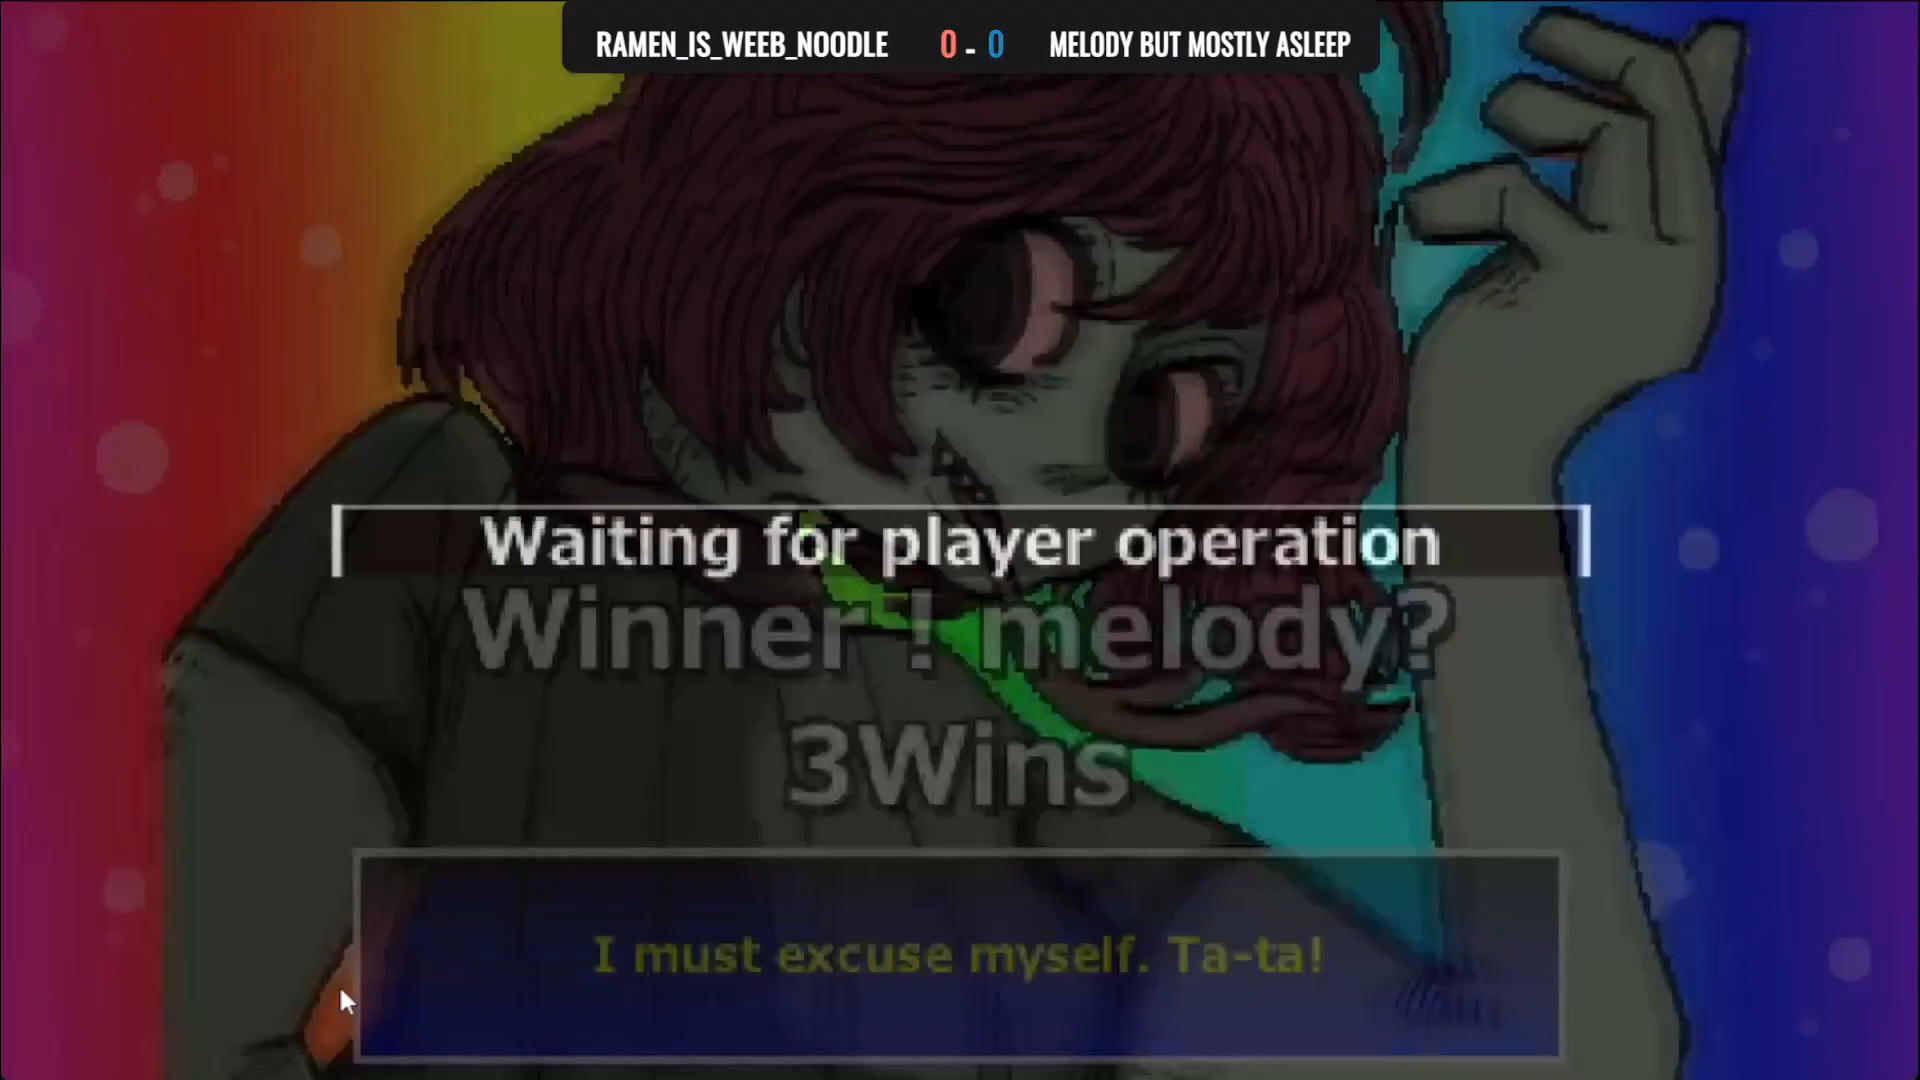 RAMEN_IS_WEEB_NOODLE 0 - 0 MELODY BUT MOSTLY ASLEEP
Waiting for player operation
Winner ! melody?
3Wins
I must excuse myself. Ta-ta!